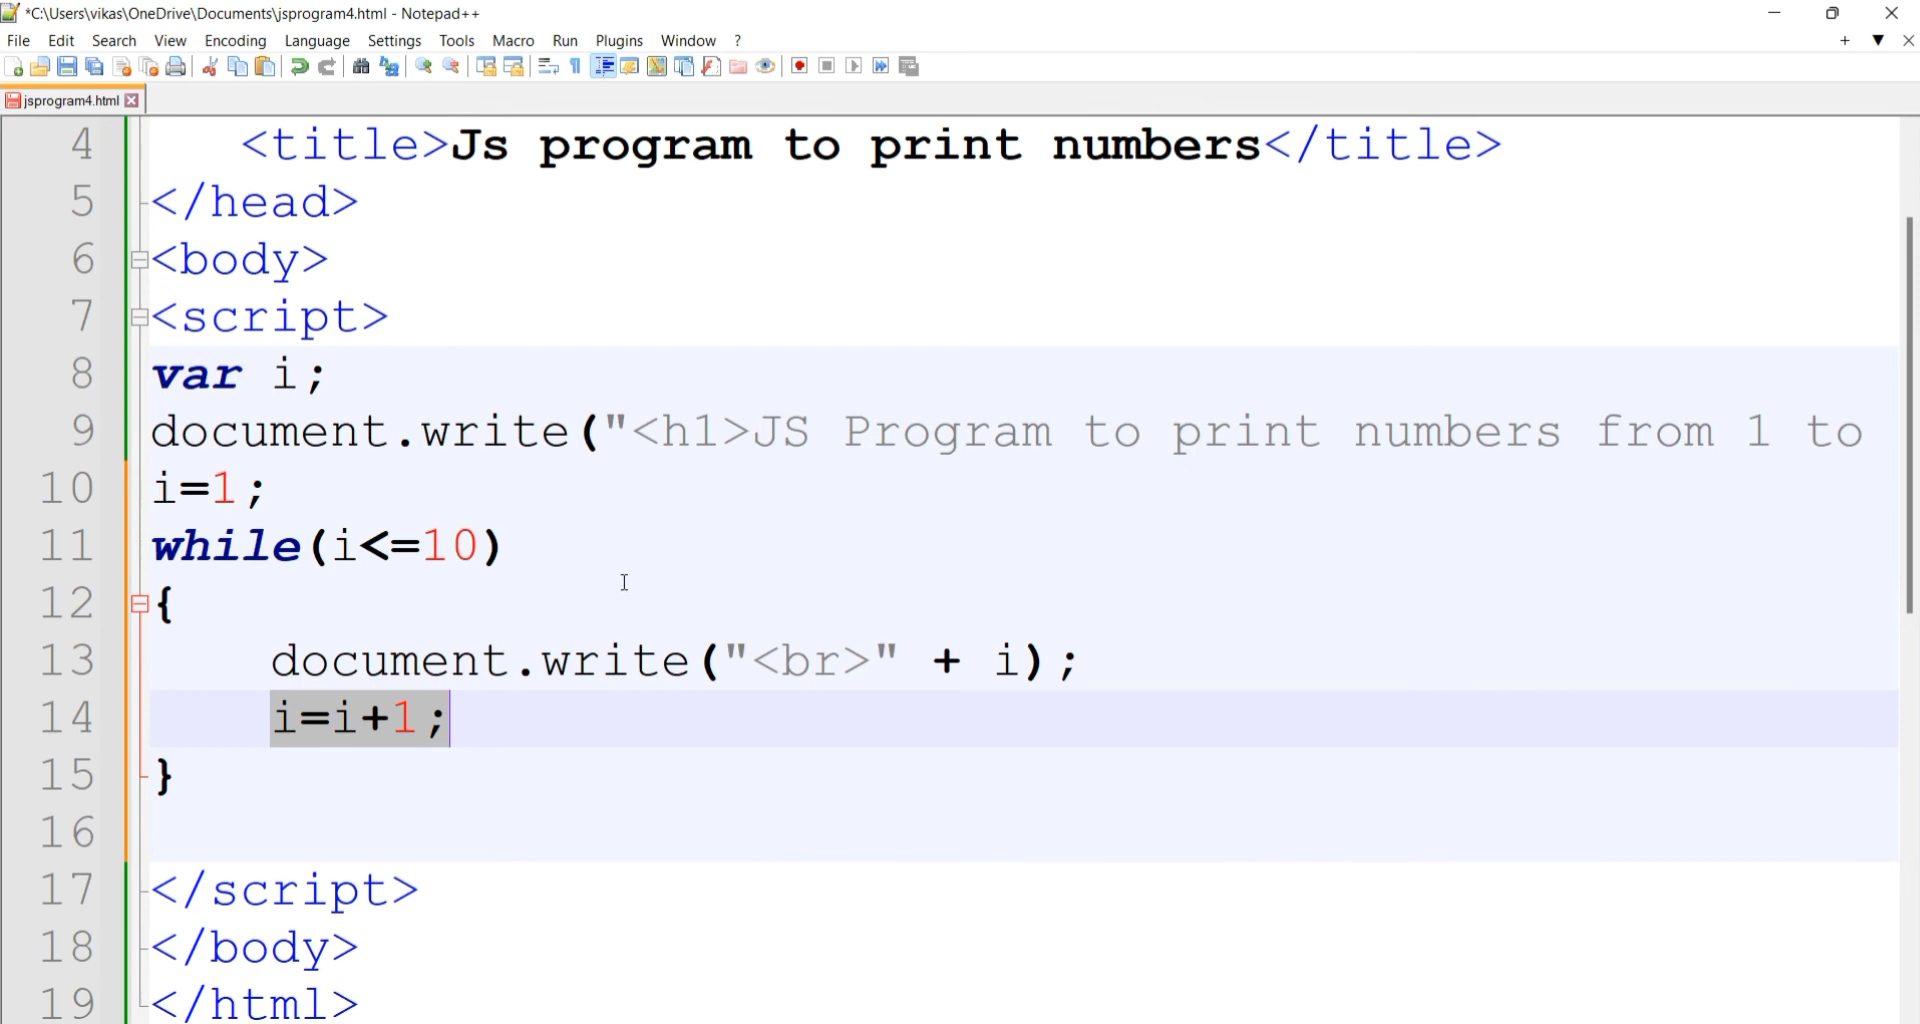 *C:\Users\vikas\OneDrive\Documents\jsprogram4.html - Notepad++
File Edit Search View Encoding Language Settings Tools Macro Run Plugins Window ?
+ ▼ X
jsprogram4.html
4 <title>Js program to print numbers</title>
5 </head>
6 <body>
7 <script>
8 var i;
9 document.write("<h1>JS Program to print numbers from 1 to
10 i=1;
11 while(i<=10)
12 {
13 document.write("<br>" + i);
14 i=i+1;
15 }
16
17 </script>
18 </body>
19 </html>